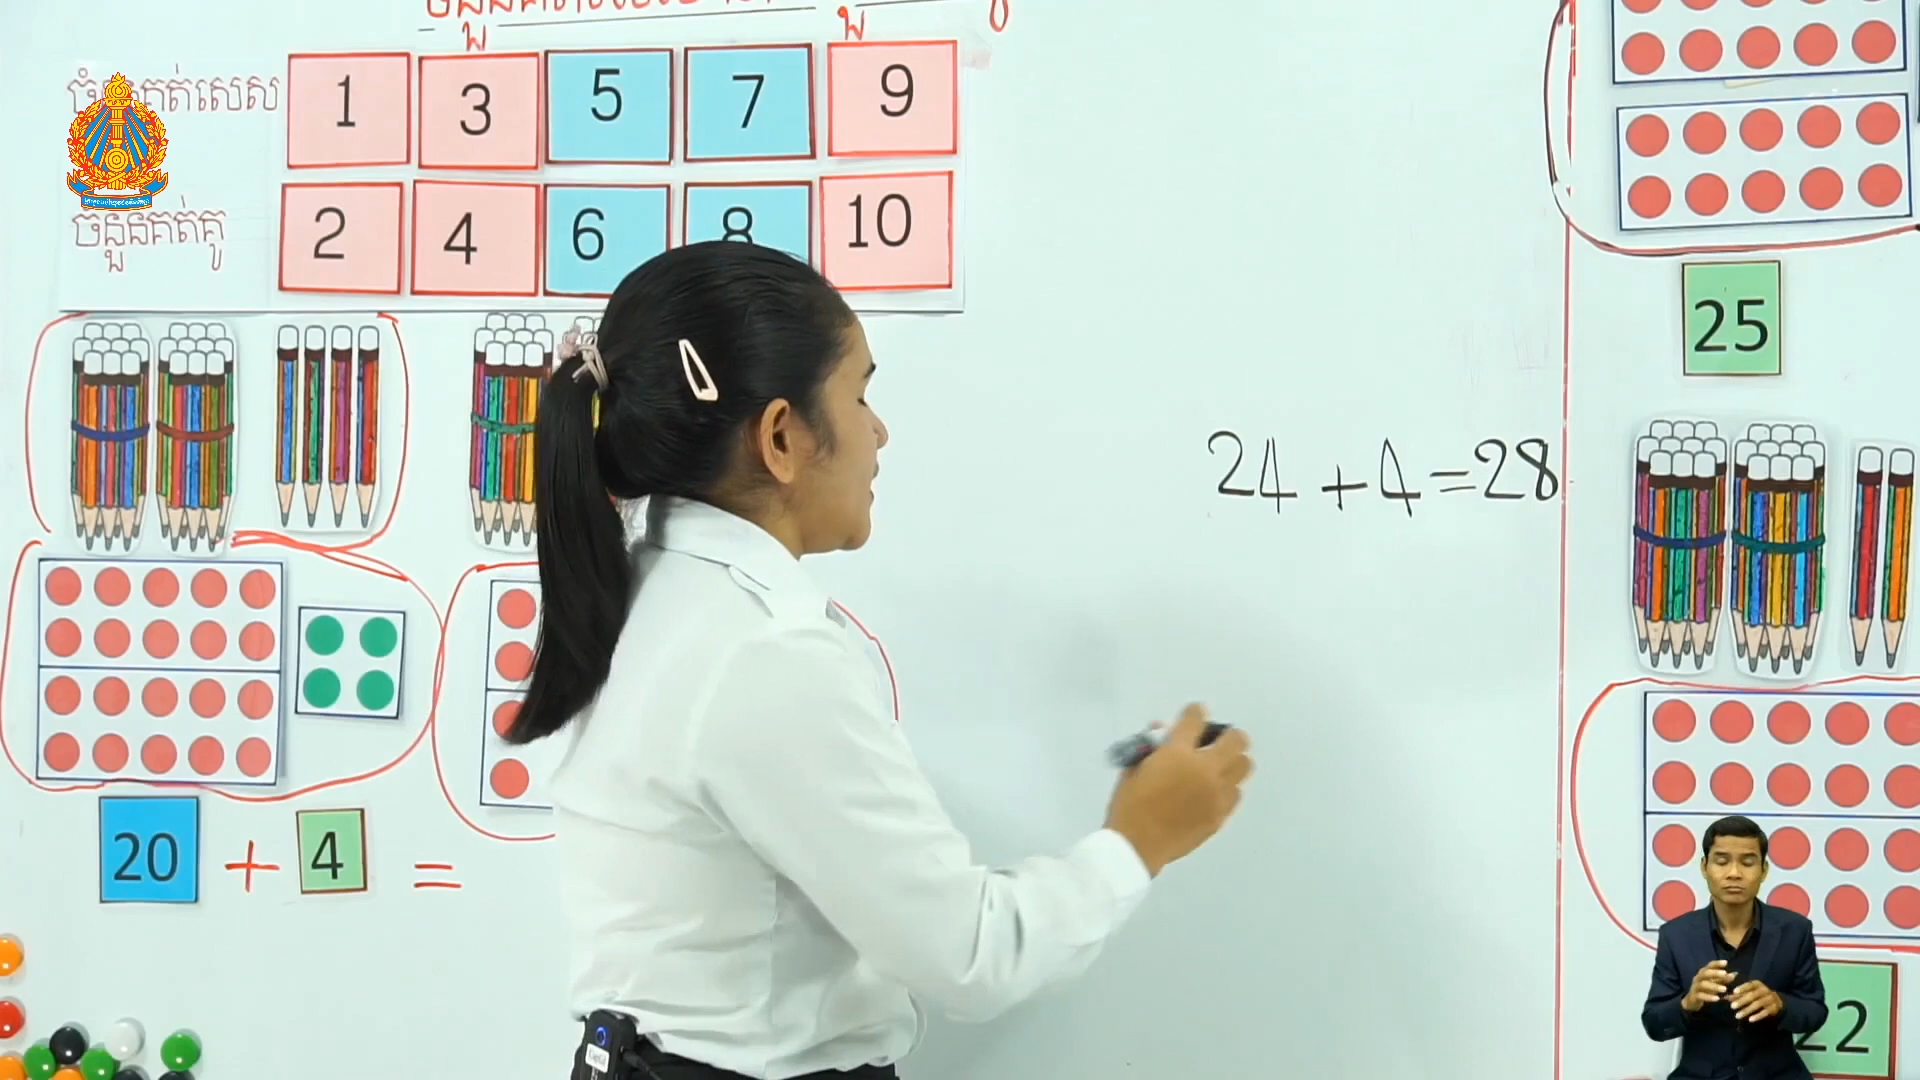 ចំនួនគត់សេស 1 3 5 7 9
ចំនួនគត់គូ 2 4 6 8 10
25
24 + 4 = 28
20 + 4 =
22